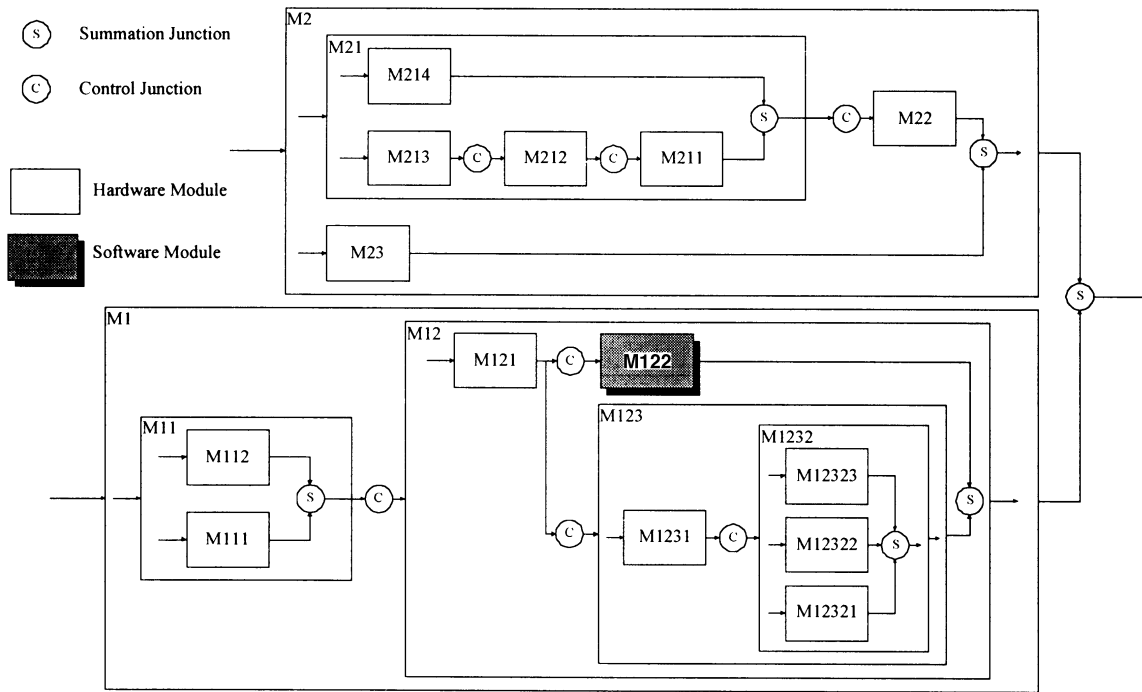 S Summation Junction
C Control Junction
Hardware Module
Software Module
M2
M21
M214
S
C
M22
M213
C
M212
C
M211
S
M23
S
M1
M12
M121
C
M122
M123
M11
M1232
M112
M12323
S
C
S
M111
C
M1231
C
M12322
S
M12321